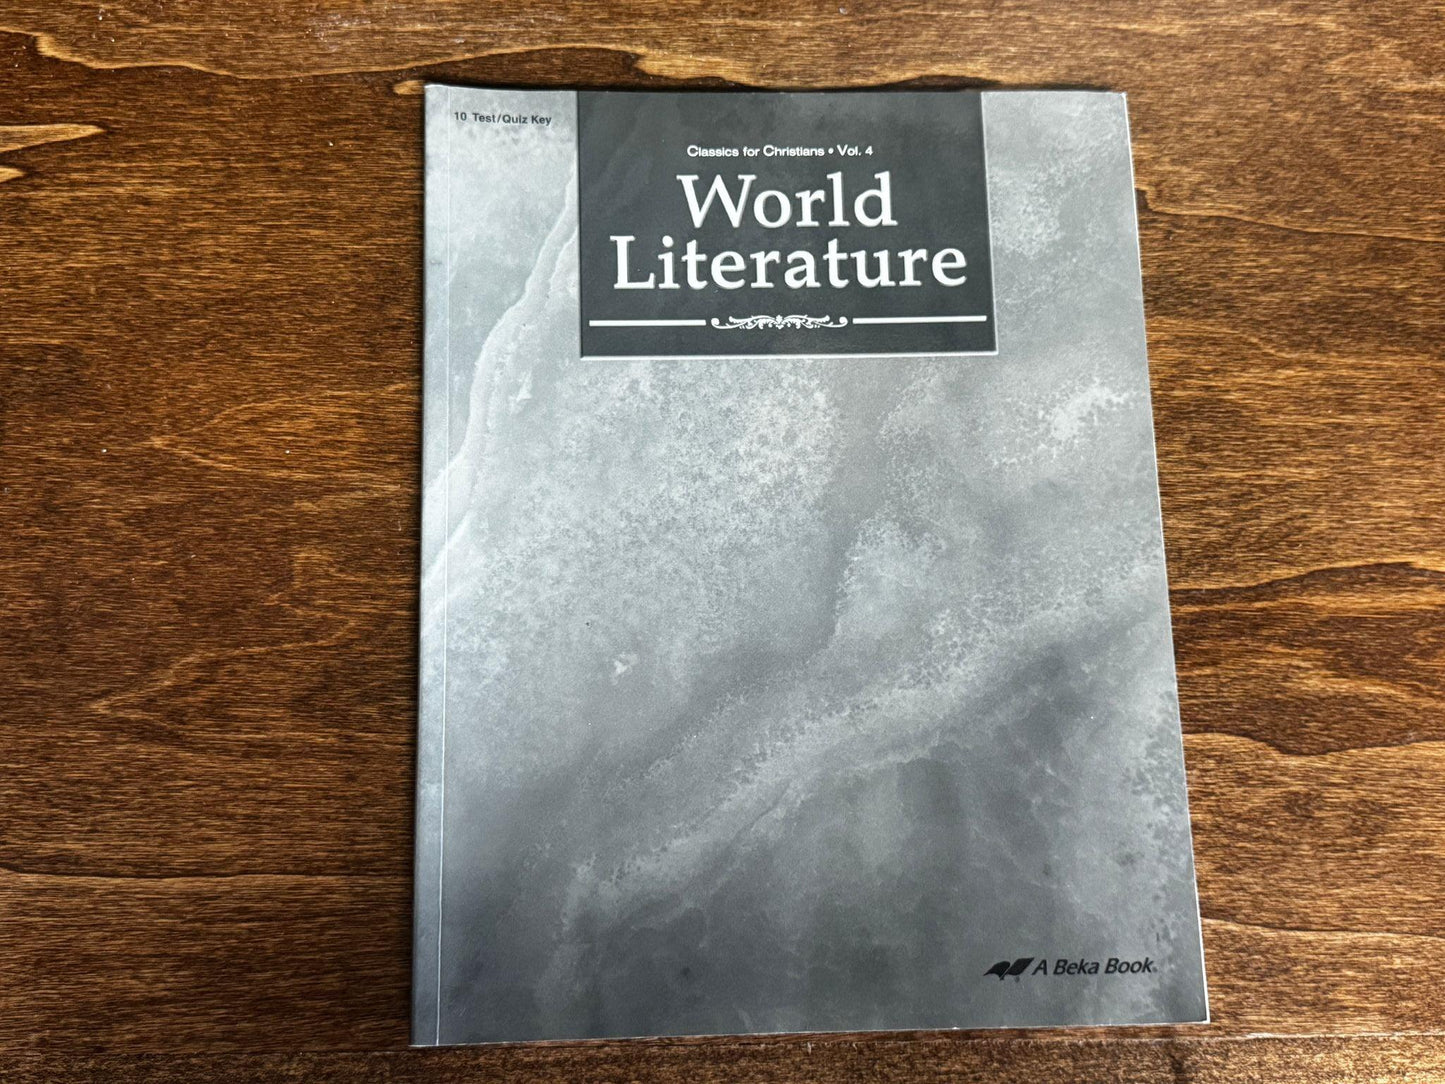 10 Test/Quiz Key
Classics for Christians • Vol. 4
World
Literature
A Beka Book